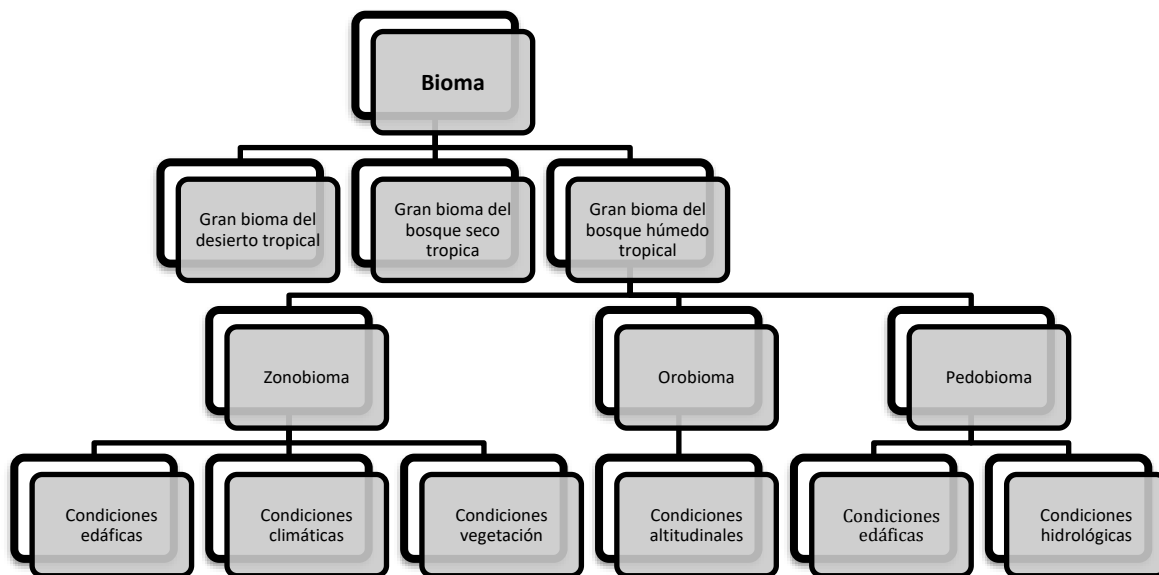 Bioma
Gran bioma del
desierto tropical
Gran bioma del
bosque seco
tropica
Gran bioma del
bosque húmedo
tropical
Zonobioma
Orobioma
Pedobioma
Condiciones
edáficas
Condiciones
climáticas
Condiciones
vegetación
Condiciones
altitudinales
Condiciones
edáficas
Condiciones
hidrológicas